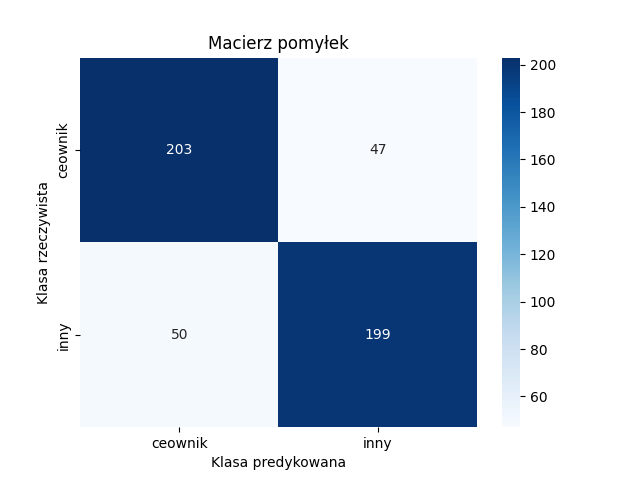 Macierz pomyłek
ceownik
203
47
200
180
160
140
120
100
80
60
Klasa rzeczywista
inny
50
199
ceownik
inny
Klasa predykowana